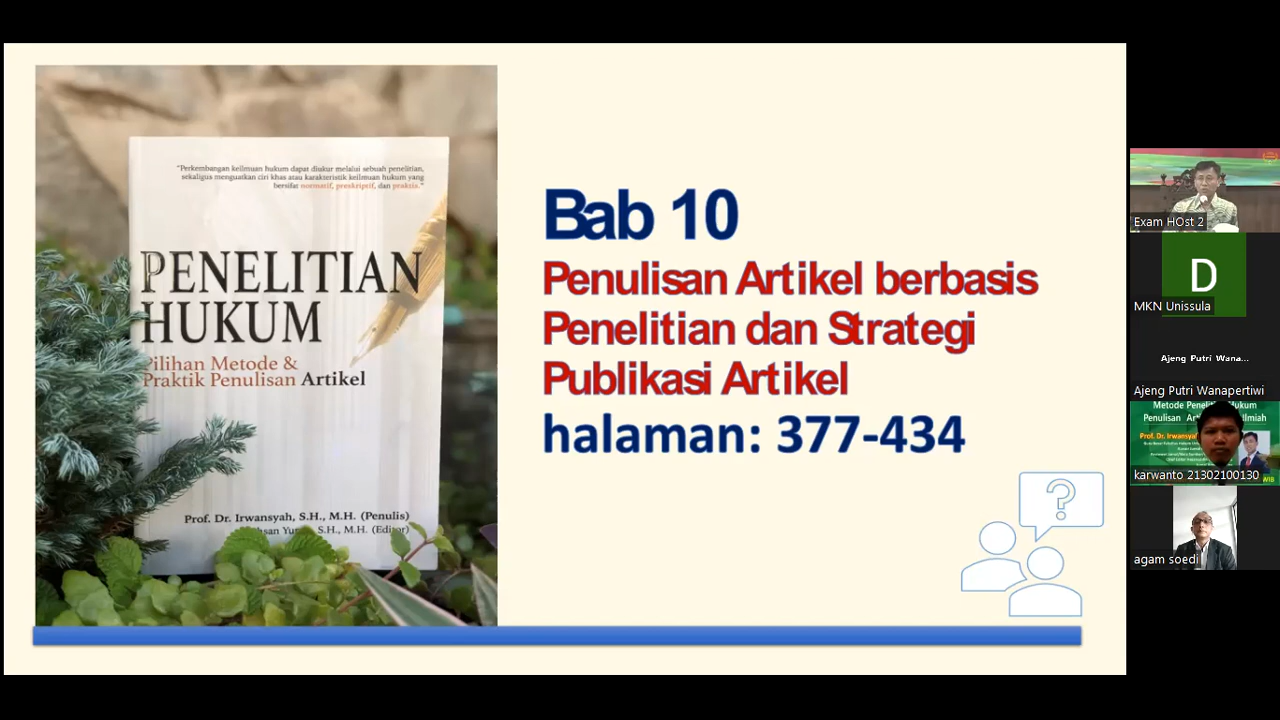 "Perkembangan keilmuan hukum dapat diukur melalui sebuah penelitian,
sekaligus menguatkan ciri khas atau karakteristik keilmuan hukum yang
bersifat normatif, preskriptif, dan praktis."
PENELITIAN
HUKUM
Pilihan Metode &
Praktik Penulisan Artikel
Prof. Dr. Irwansyah, S.H., M.H. (Penulis)
S.H., M.H. (Editor)
Bab 10
Penulisan Artikel berbasis
Penelitian dan Strategi
Publikasi Artikel
halaman: 377-434
?
Exam HOst 2
D
MKN Unissula
Ajeng Putri Wana...
Ajeng Putri Wanapertiwi
Metode Penelitian Hukum
Penulisan
Prof. Dr. Irwansyah
karwanto 21302100130
agam soedi